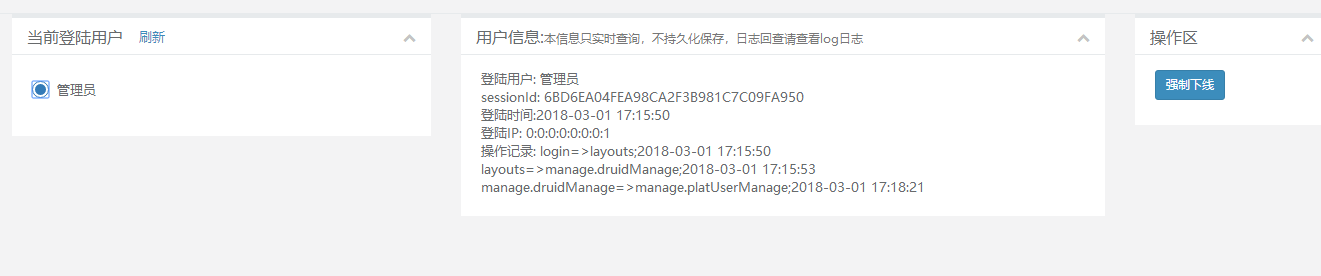 当前登陆用户 刷新
管理员
用户信息:本信息只实时查询，不持久化保存，日志回查请查看log日志
登陆用户: 管理员
sessionId: 6BD6EA04FEA98CA2F3B981C7C09FA950
登陆时间:2018-03-01 17:15:50
登陆IP: 0:0:0:0:0:0:0:1
操作记录: login=>layouts;2018-03-01 17:15:50
layouts=>manage.druidManage;2018-03-01 17:15:53
manage.druidManage=>manage.platUserManage;2018-03-01 17:18:21
操作区
强制下线